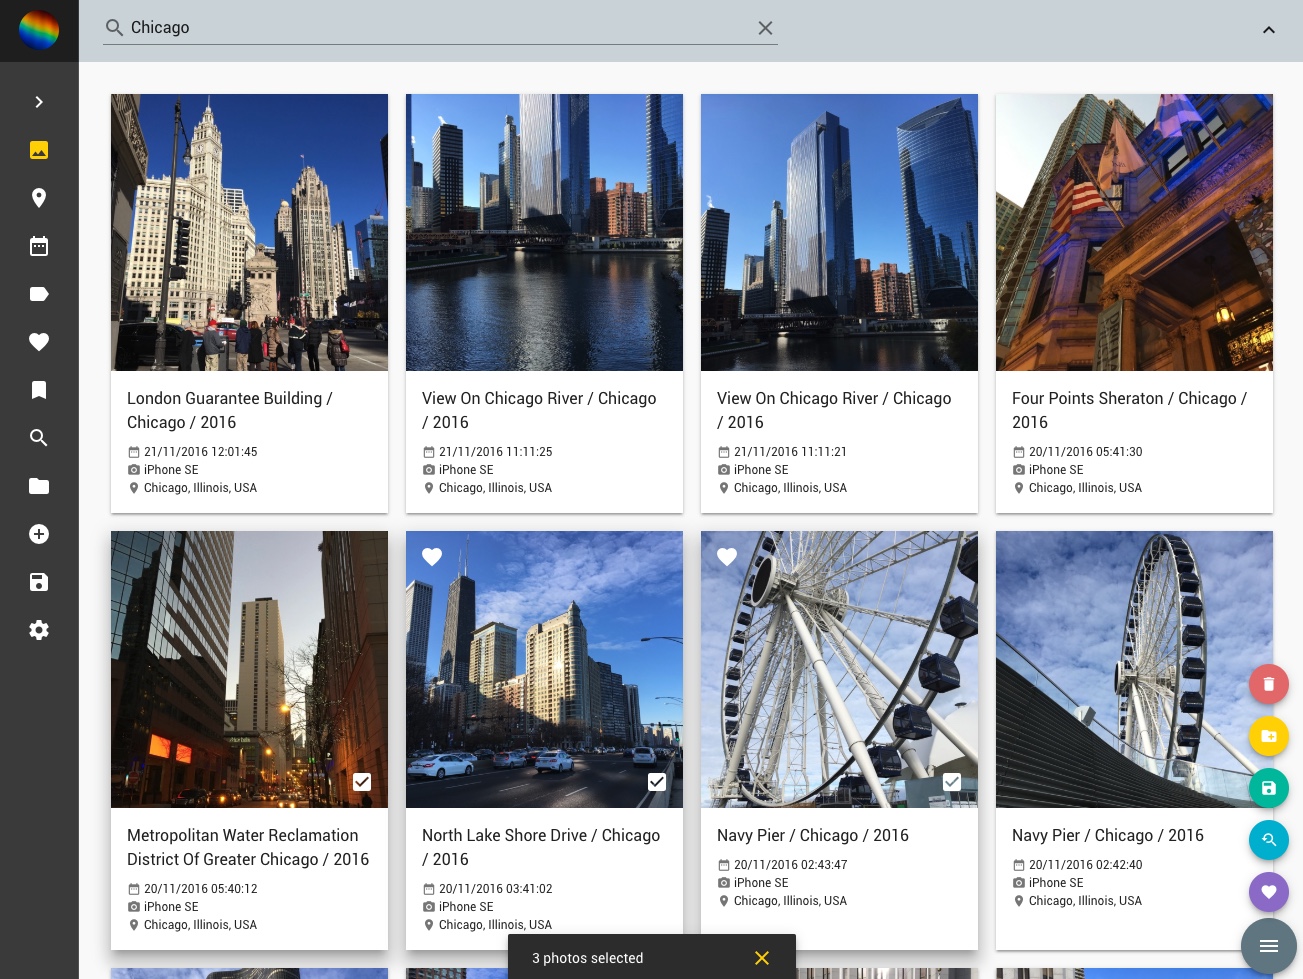 Chicago
London Guarantee Building /
Chicago / 2016
21/11/2016 12:01:45
iPhone SE
Chicago, Illinois, USA
View On Chicago River / Chicago
/ 2016
21/11/2016 11:11:25
iPhone SE
Chicago, Illinois, USA
View On Chicago River / Chicago
/ 2016
21/11/2016 11:11:21
iPhone SE
Chicago, Illinois, USA
Four Points Sheraton / Chicago /
2016
20/11/2016 05:41:30
iPhone SE
Chicago, Illinois, USA
Metropolitan Water Reclamation
District Of Greater Chicago / 2016
20/11/2016 05:40:12
iPhone SE
Chicago, Illinois, USA
North Lake Shore Drive / Chicago
/ 2016
20/11/2016 03:41:02
iPhone SE
Chicago, Illinois, USA
Navy Pier / Chicago / 2016
20/11/2016 02:43:47
iPhone SE
Chicago, Illinois, USA
Navy Pier / Chicago / 2016
20/11/2016 02:42:40
iPhone SE
Chicago, Illinois, USA
3 photos selected